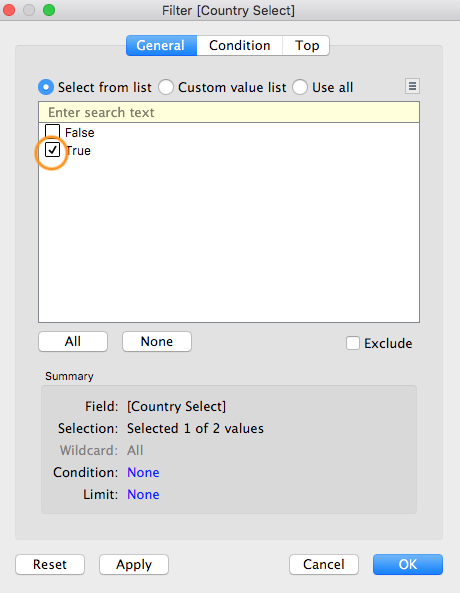 Filter [Country Select]
General Condition Top
Select from list Custom value list Use all
Enter search text
False
True
All None Exclude
Summary
Field: [Country Select]
Selection: Selected 1 of 2 values
Wildcard: All
Condition: None
Limit: None
Reset Apply Cancel OK